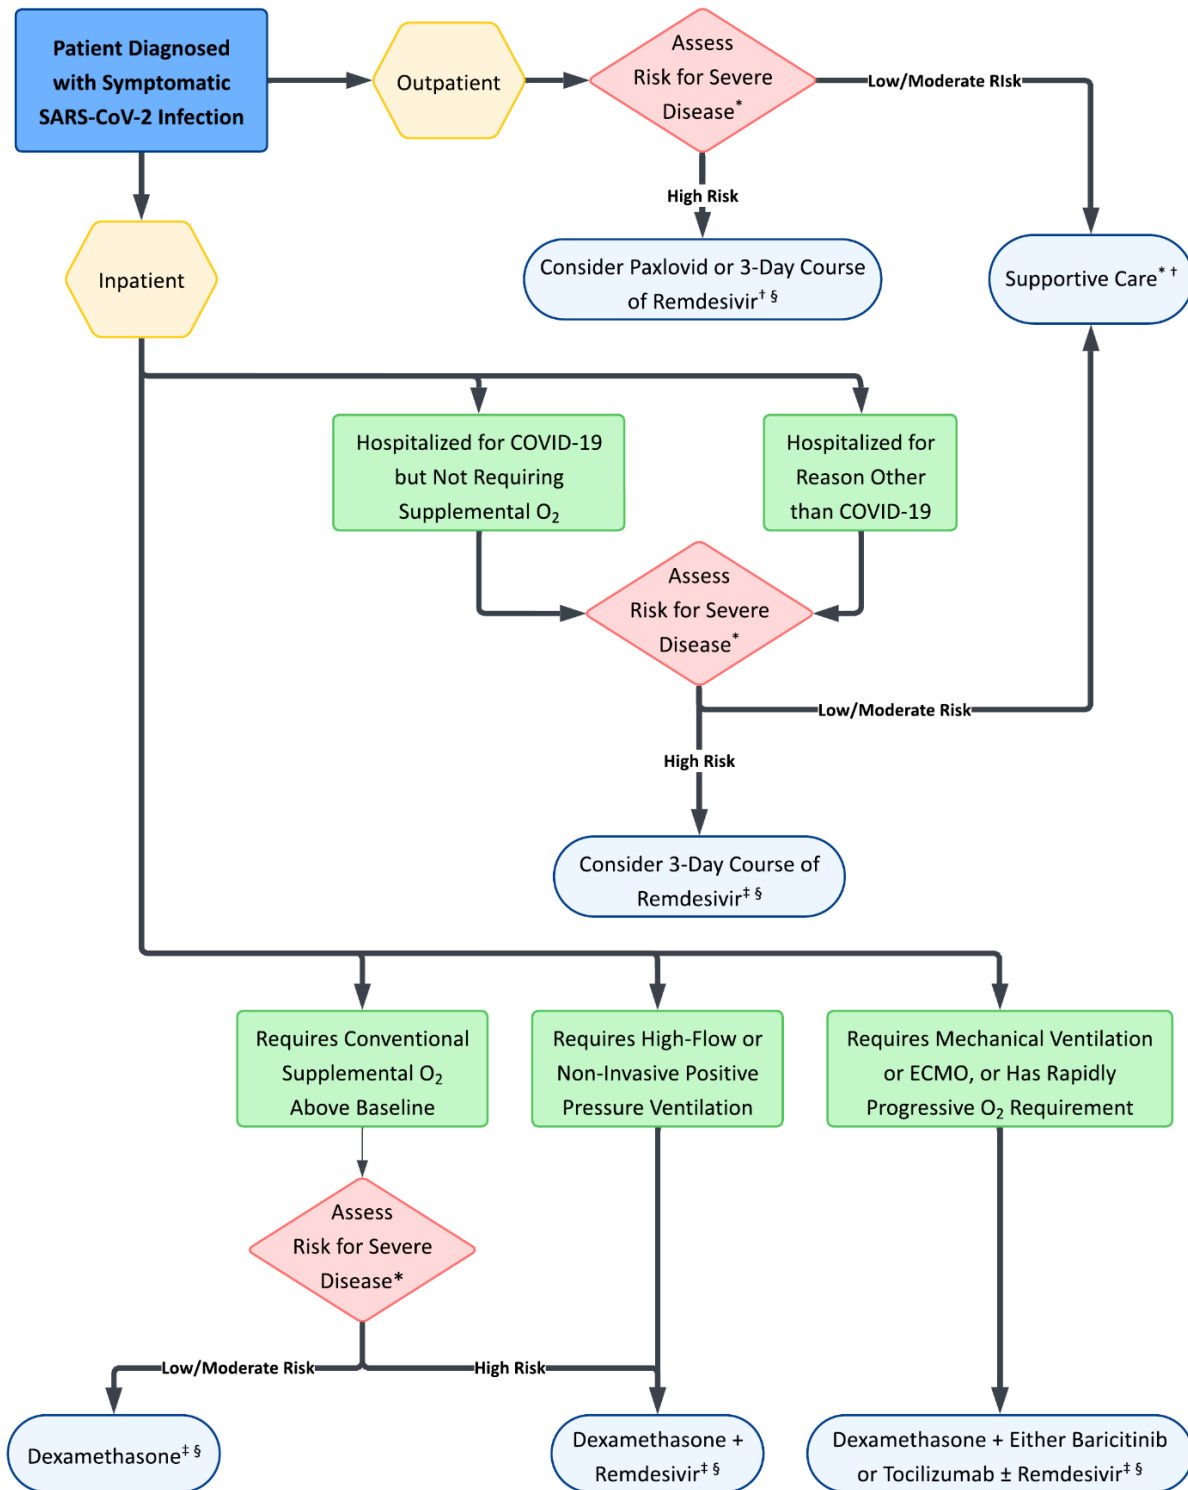 Patient Diagnosed
with Symptomatic
SARS-CoV-2 Infection
Outpatient
Assess
Risk for Severe
Disease*
Low/Moderate RIsk
High Risk
Inpatient
Consider Paxlovid or 3-Day Course
of Remdesivir† §
Supportive Care* †
Hospitalized for COVID-19
but Not Requiring
Supplemental O₂
Hospitalized for
Reason Other
than COVID-19
Assess
Risk for Severe
Disease*
Low/Moderate Risk
High Risk
Consider 3-Day Course of
Remdesivir‡ §
Requires Conventional
Supplemental O₂
Above Baseline
Requires High-Flow or
Non-Invasive Positive
Pressure Ventilation
Requires Mechanical Ventilation
or ECMO, or Has Rapidly
Progressive O₂ Requirement
Assess
Risk for Severe
Disease*
Low/Moderate Risk
High Risk
Dexamethasone‡ §
Dexamethasone +
Remdesivir‡ §
Dexamethasone + Either Baricitinib
or Tocilizumab ± Remdesivir‡ §